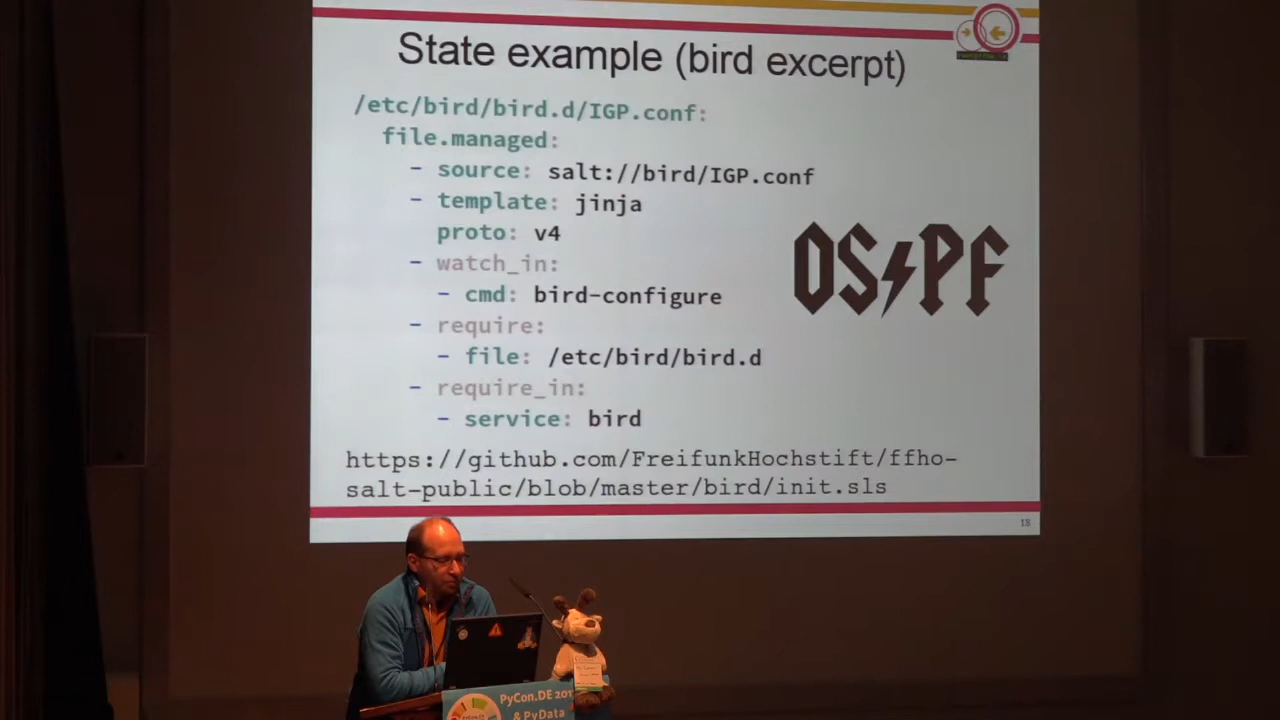 State example (bird excerpt)
/etc/bird/bird.d/IGP.conf:
file.managed:
- source: salt://bird/IGP.conf
- template: jinja
proto: v4
- watch_in:
- cmd: bird-configure
- require:
- file: /etc/bird/bird.d
- require_in:
- service: bird
OS⚡PF
https://github.com/FreifunkHochstift/ffho-
salt-public/blob/master/bird/init.sls
18
PyCon.DE 201
& PyData